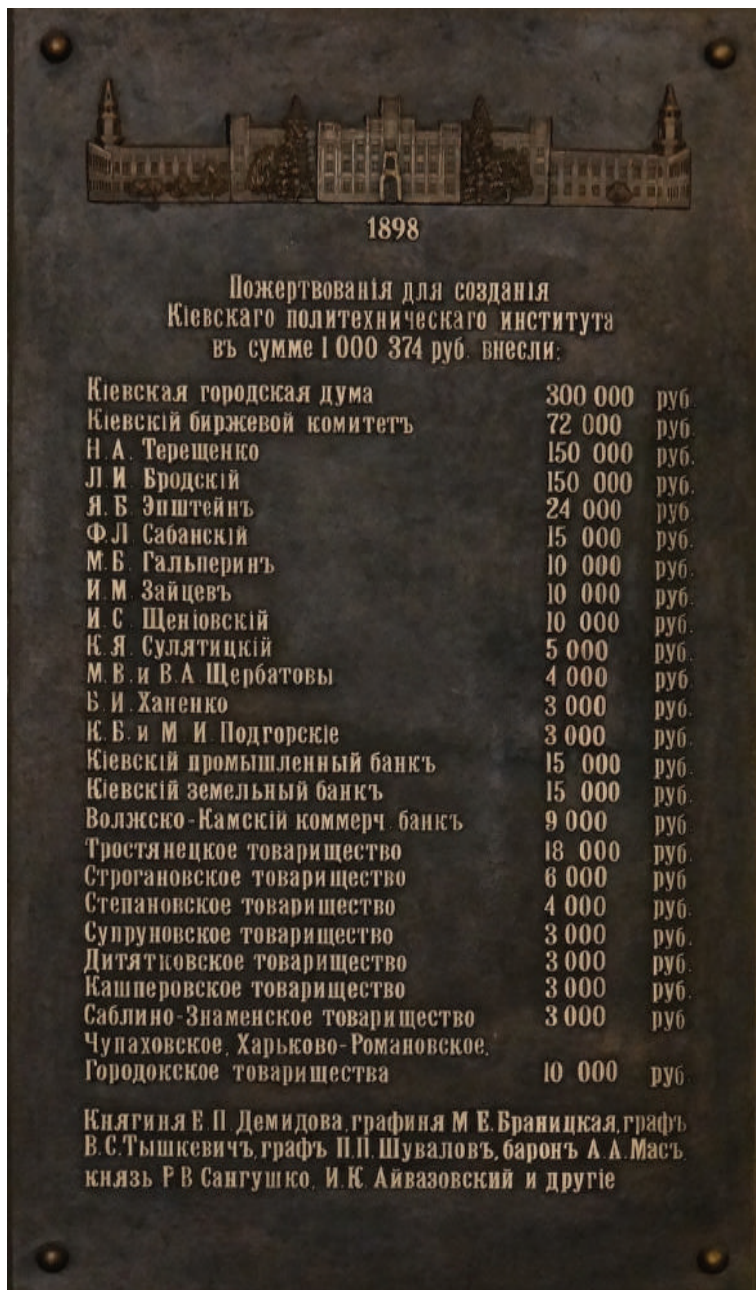 1898
Пожертвованія для созданія
Кіевскаго политехническаго института
въ сумме 1 000 374 руб. внесли:
Кіевская городская дума 300 000 руб.
Кіевскій биржевой комитетъ 72 000 руб.
Н.А. Терещенко 150 000 руб.
Л.И. Бродскій 150 000 руб.
Я.Б. Эпштейнъ 24 000 руб
Ф.Л Сабанскій 15 000 руб.
М.Б. Гальперинъ 10 000 руб.
И.М Зайцевъ 10 000 руб.
И.С. Щеніовскій 10 000 руб.
К.Я. Сулятицкій 5 000 руб.
М.В. и В.А. Щербатовы 4 000 руб.
Б.И. Ханенко 3 000 руб.
К.Б. и М.И Подгорскіе 3 000 руб.
Кіевскій промышленный банкъ 15 000 руб.
Кіевскій земельный банкъ 15 000 руб.
Волжско-Камскій коммерч. банкъ 9 000 руб.
Тростянецкое товарищество 18 000 руб.
Строгановское товарищество 6 000 руб
Степановское товарищество 4 000 руб.
Супруновское товарищество 3 000 руб.
Дитятковское товарищество 3 000 руб.
Кашперовское товарищество 3 000 руб.
Саблино-Знаменское товарищество 3 000 руб
Чупаховское, Харьково-Романовское,
Городокское товарищества 10 000 руб.
Княгиня Е.П. Демидова, графиня М.Е. Браницкая, графъ
В.С. Тышкевичъ, графъ П.П. Шуваловъ, баронъ А.А. Масъ,
князь Р.В Сангушко, И.К. Айвазовский и другіе